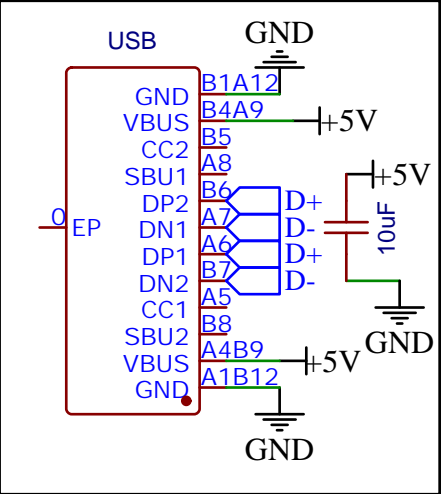 USB
GND
GND B1A12
VBUS B4A9 +5V
CC2 B5
SBU1 A8
+5V
DP2 B6 D+
0 EP
DN1 A7 D-
10uF
DP1 A6 D+
DN2 B7 D-
CC1 A5
SBU2 B8
GND
VBUS A4B9 +5V
GND A1B12
GND